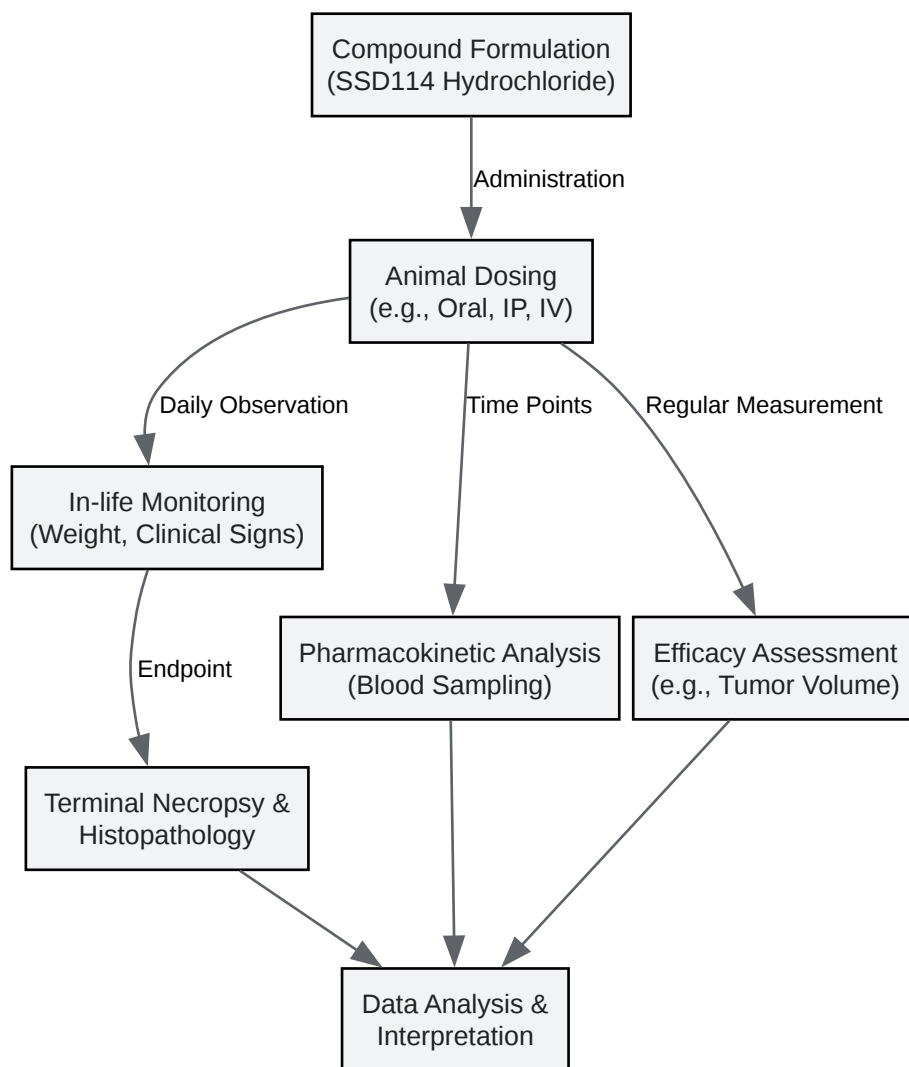 Compound Formulation
(SSD114 Hydrochloride)
Administration
Animal Dosing
(e.g., Oral, IP, IV)
Daily Observation
Time Points
Regular Measurement
In-life Monitoring
(Weight, Clinical Signs)
Endpoint
Pharmacokinetic Analysis
(Blood Sampling)
Efficacy Assessment
(e.g., Tumor Volume)
Terminal Necropsy &
Histopathology
Data Analysis &
Interpretation